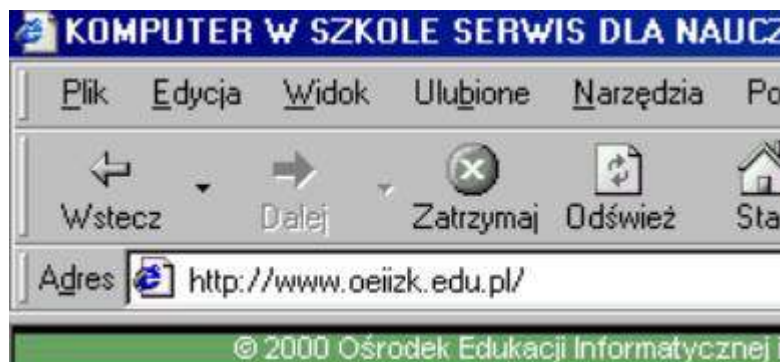 KOMPUTER W SZKOLE SERWIS DLA NAUCZ
Plik Edycja Widok Ulubione Narzędzia Po
Wstecz Dalej Zatrzymaj Odśwież Sta
Adres http://www.oeiizk.edu.pl/
© 2000 Ośrodek Edukacji Informatycznej